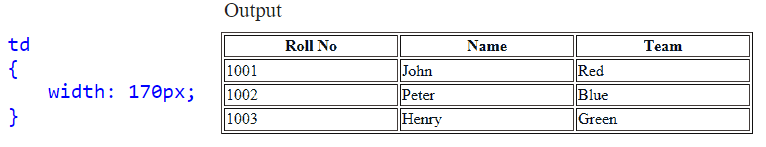 Output
td
{
width: 170px;
}
Roll No Name Team
1001 John Red
1002 Peter Blue
1003 Henry Green